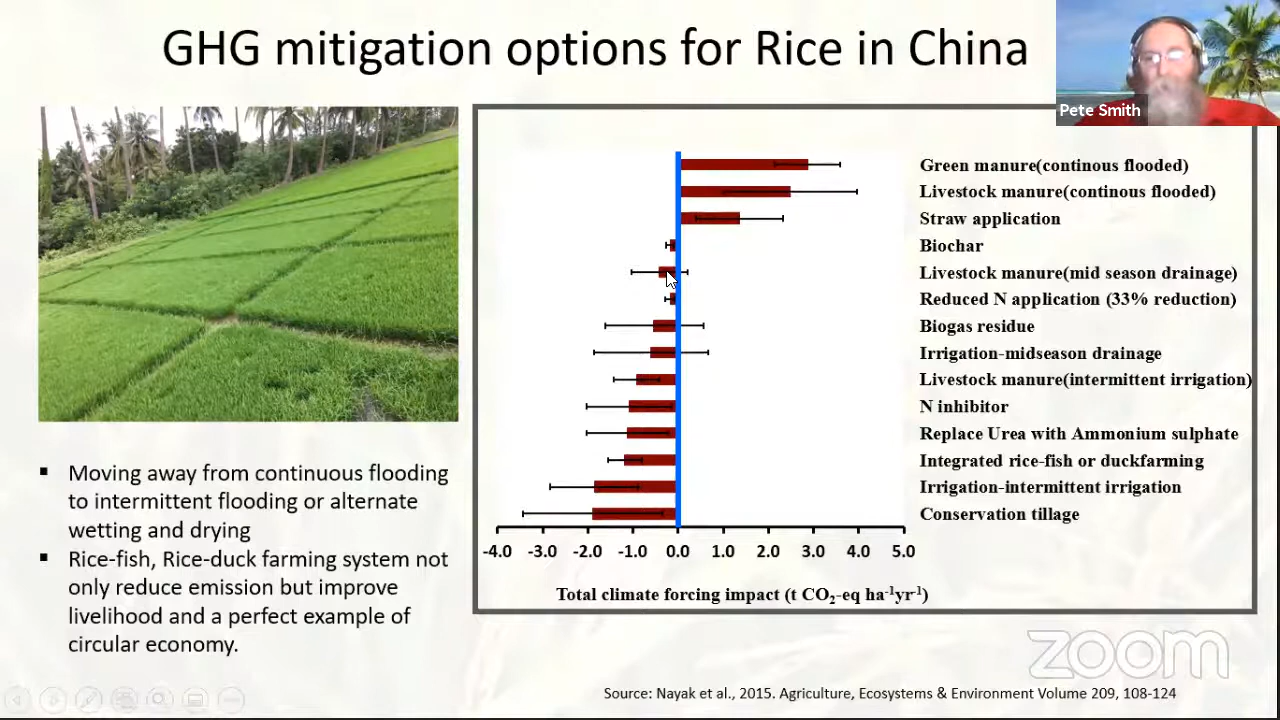 GHG mitigation options for Rice in China
Pete Smith
Green manure(continous flooded)
Livestock manure(continous flooded)
Straw application
Biochar
Livestock manure(mid season drainage)
Reduced N application (33% reduction)
Biogas residue
Irrigation-midseason drainage
Livestock manure(intermittent irrigation)
N inhibitor
Replace Urea with Ammonium sulphate
Integrated rice-fish or duckfarming
Irrigation-intermittent irrigation
Conservation tillage
-4.0 -3.0 -2.0 -1.0 0.0 1.0 2.0 3.0 4.0 5.0
Total climate forcing impact (t CO₂-eq ha⁻¹yr⁻¹)
▪ Moving away from continuous flooding
to intermittent flooding or alternate
wetting and drying
▪ Rice-fish, Rice-duck farming system not
only reduce emission but improve
livelihood and a perfect example of
circular economy.
zoom
Source: Nayak et al., 2015. Agriculture, Ecosystems & Environment Volume 209, 108-124